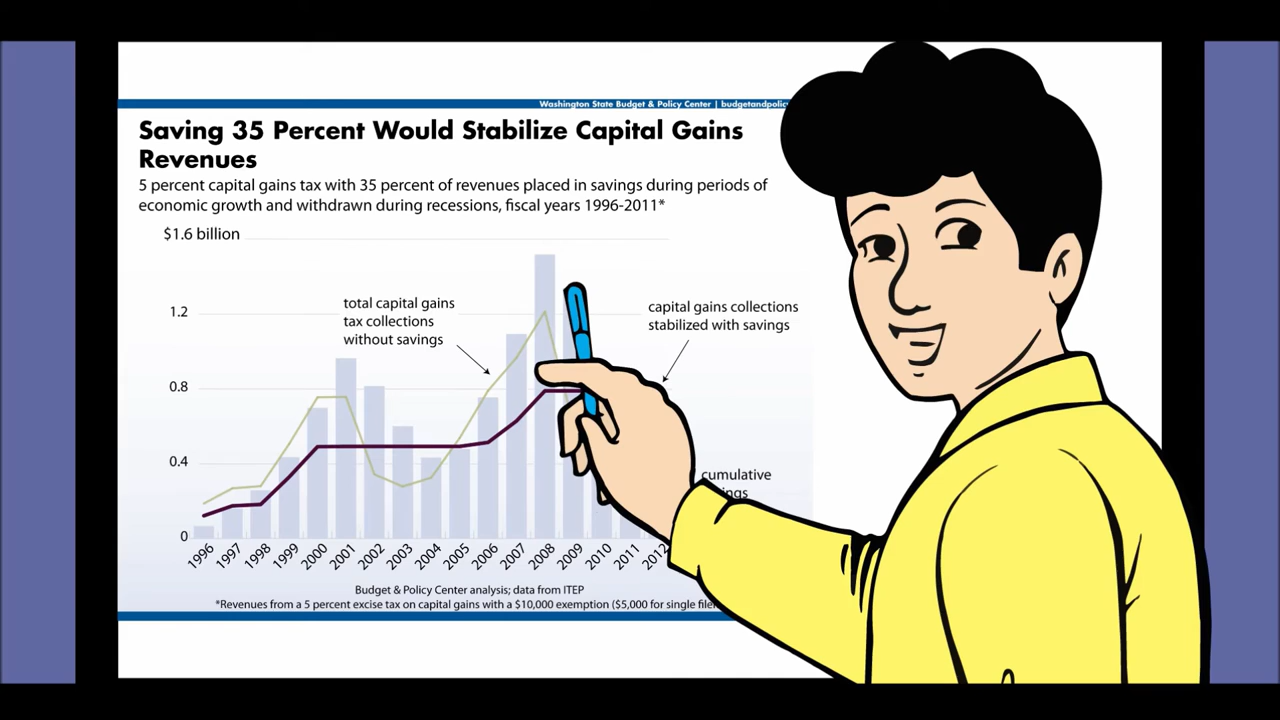 Washington State Budget & Policy Center |
Saving 35 Percent Would Stabilize Capital Gains
Revenues
5 percent capital gains tax with 35 percent of revenues placed in savings during periods of
economic growth and withdrawn during recessions, fiscal years 1996-2011*
$1.6 billion
total capital gains
tax collections
without savings
capital gains collections
stabilized with savings
1.2
0.8
0.4
cumulative
0
1996 1997 1998 1999 2000 2001 2002 2003 2004 2005 2006 2007 2008 2009 2010 2011 2012
Budget & Policy Center analysis; data from ITEP
*Revenues from a 5 percent excise tax on capital gains with a $10,000 exemption ($5,000 for single